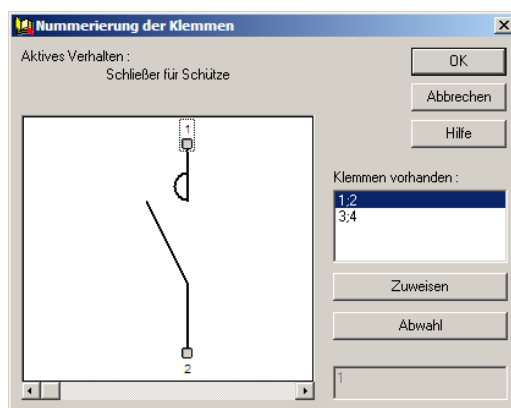 Nummerierung der Klemmen
Aktives Verhalten :
Schließer für Schütze
OK
Abbrechen
Hilfe
1
2
Klemmen vorhanden :
1;2
3;4
Zuweisen
Abwahl
1